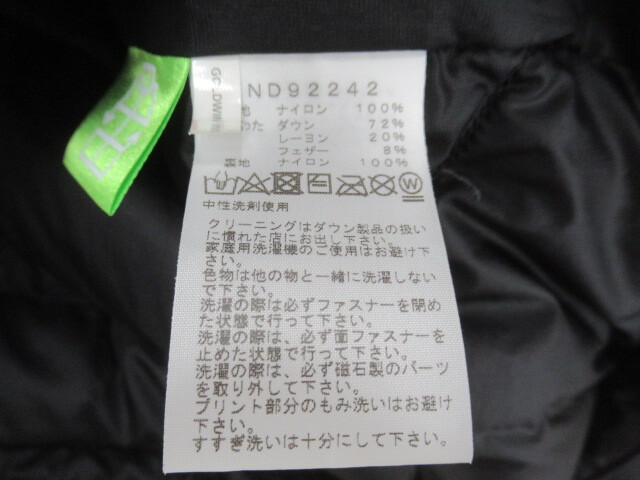 GOLDWIN
ND92242
地 ナイロン 100%
わた ダウン 72%
レーヨン 20%
フェザー 8%
裏地 ナイロン 100%
W
中性洗剤使用
クリーニングはダウン製品の扱い
に慣れた店にお出し下さい。
家庭用洗濯機のご使用はお避け下
さい。
色物は他の物と一緒に洗濯しない
で下さい。
洗濯の際は必ずファスナーを閉め
た状態で行って下さい。
洗濯の際は、必ず面ファスナーを
止めた状態で行って下さい。
洗濯の際は、必ず磁石製のパーツ
を取り外して下さい。
プリント部分のもみ洗いはお避け
下さい。
すすぎ洗いは十分にして下さい。